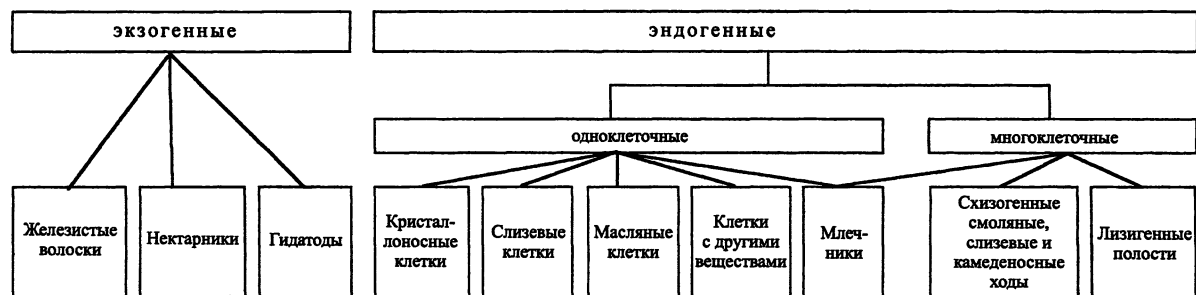 экзогенные
эндогенные
одноклеточные
многоклеточные
Железистые
волоски
Нектарники
Гидатоды
Кристал-
лоносные
клетки
Слизевые
клетки
Масляные
клетки
Клетки
с другими
веществами
Млеч-
ники
Схизогенные
смоляные,
слизевые и
камеденосные
ходы
Лизигенные
полости